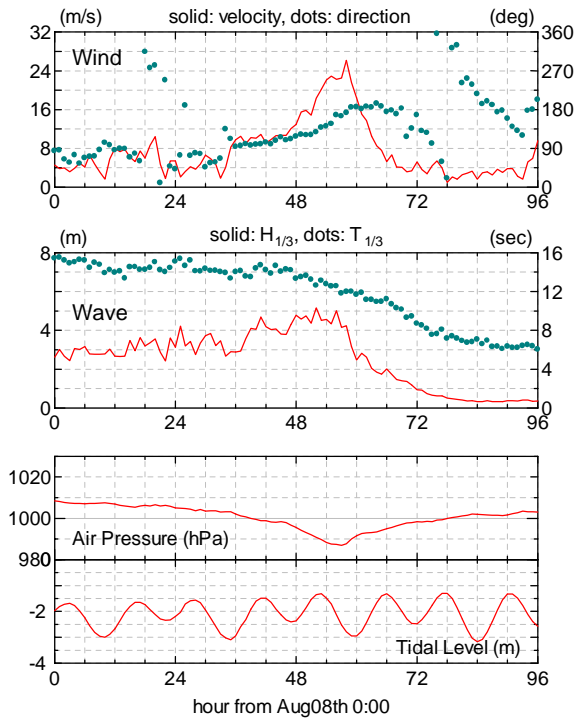 (m/s) solid: velocity, dots: direction (deg)
32 360
Wind
24 270
16 180
8 90
0 0
0 24 48 72 96
(m) solid: H1/3, dots: T1/3 (sec)
8 16
12
Wave
4 8
4
0 0
0 24 48 72 96
1020
1000
Air Pressure (hPa)
980
0
-2
Tidal Level (m)
-4
0 24 48 72 96
hour from Aug08th 0:00